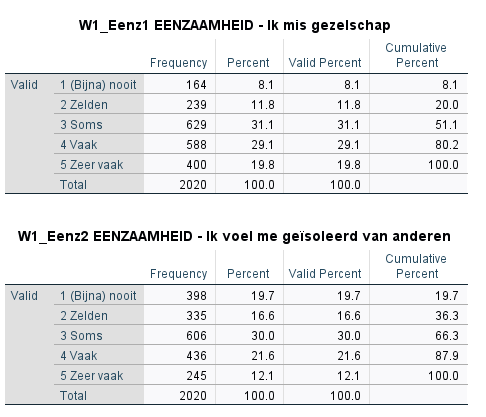 W1_Eenz1 EENZAAMHEID - Ik mis gezelschap
Frequency Percent Valid Percent Cumulative Percent
Valid 1 (Bijna) nooit 164 8.1 8.1 8.1
2 Zelden 239 11.8 11.8 20.0
3 Soms 629 31.1 31.1 51.1
4 Vaak 588 29.1 29.1 80.2
5 Zeer vaak 400 19.8 19.8 100.0
Total 2020 100.0 100.0
W1_Eenz2 EENZAAMHEID - Ik voel me geïsoleerd van anderen
Frequency Percent Valid Percent Cumulative Percent
Valid 1 (Bijna) nooit 398 19.7 19.7 19.7
2 Zelden 335 16.6 16.6 36.3
3 Soms 606 30.0 30.0 66.3
4 Vaak 436 21.6 21.6 87.9
5 Zeer vaak 245 12.1 12.1 100.0
Total 2020 100.0 100.0